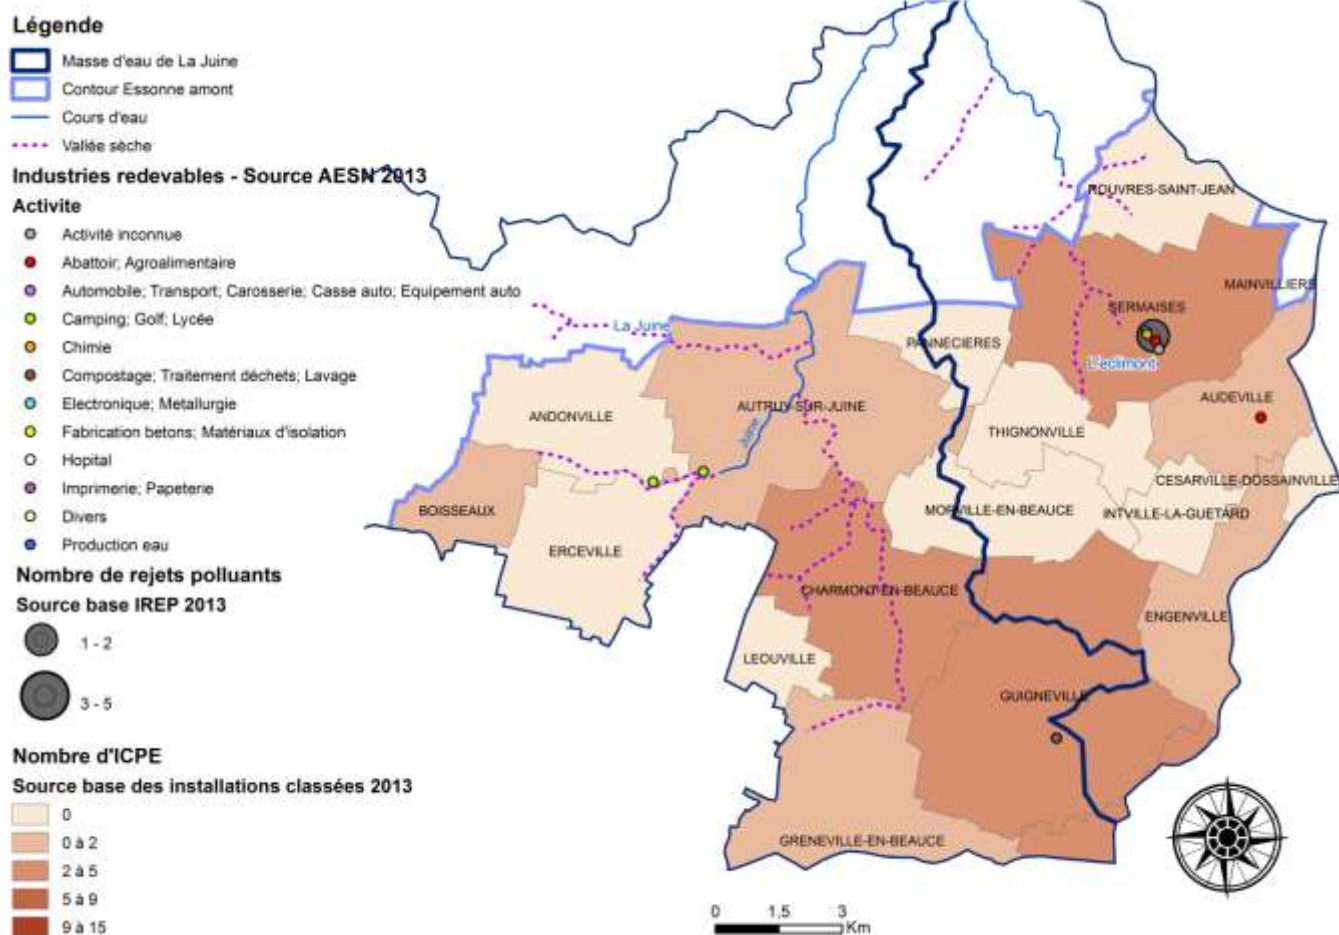 Légende
Masse d'eau de La Juine
Contour Essonne amont
Cours d'eau
Vallée sèche
Industries redevables - Source AESN 2013
Activite
Activité inconnue
Abattoir; Agroalimentaire
Automobile; Transport; Carosserie; Casse auto; Equipement auto
Camping; Golf; Lycée
Chimie
Compostage; Traitement déchets; Lavage
Electronique; Metallurgie
Fabrication betons; Matériaux d'isolation
Hopital
Imprimerie; Papeterie
Divers
Production eau
Nombre de rejets polluants
Source base IREP 2013
1 - 2
3 - 5
Nombre d'ICPE
Source base des installations classées 2013
0
0 à 2
2 à 5
5 à 9
9 à 15
ROUVRES-SAINT-JEAN
MAINVILLIERS
SERMAISES
La Juine
PANNECIERES
L'eclimont
AUDEVILLE
ANDONVILLE
AUTRUY-SUR-JUINE
Juine
THIGNONVILLE
CESARVILLE-DOSSAINVILLE
BOISSEAUX
MORVILLE-EN-BEAUCE
INTVILLE-LA-GUETARD
ERCEVILLE
CHARMONT-EN-BEAUCE
ENGENVILLE
LEOUVILLE
GUIGNEVILLE
GRENEVILLE-EN-BEAUCE
0 1,5 3
Km